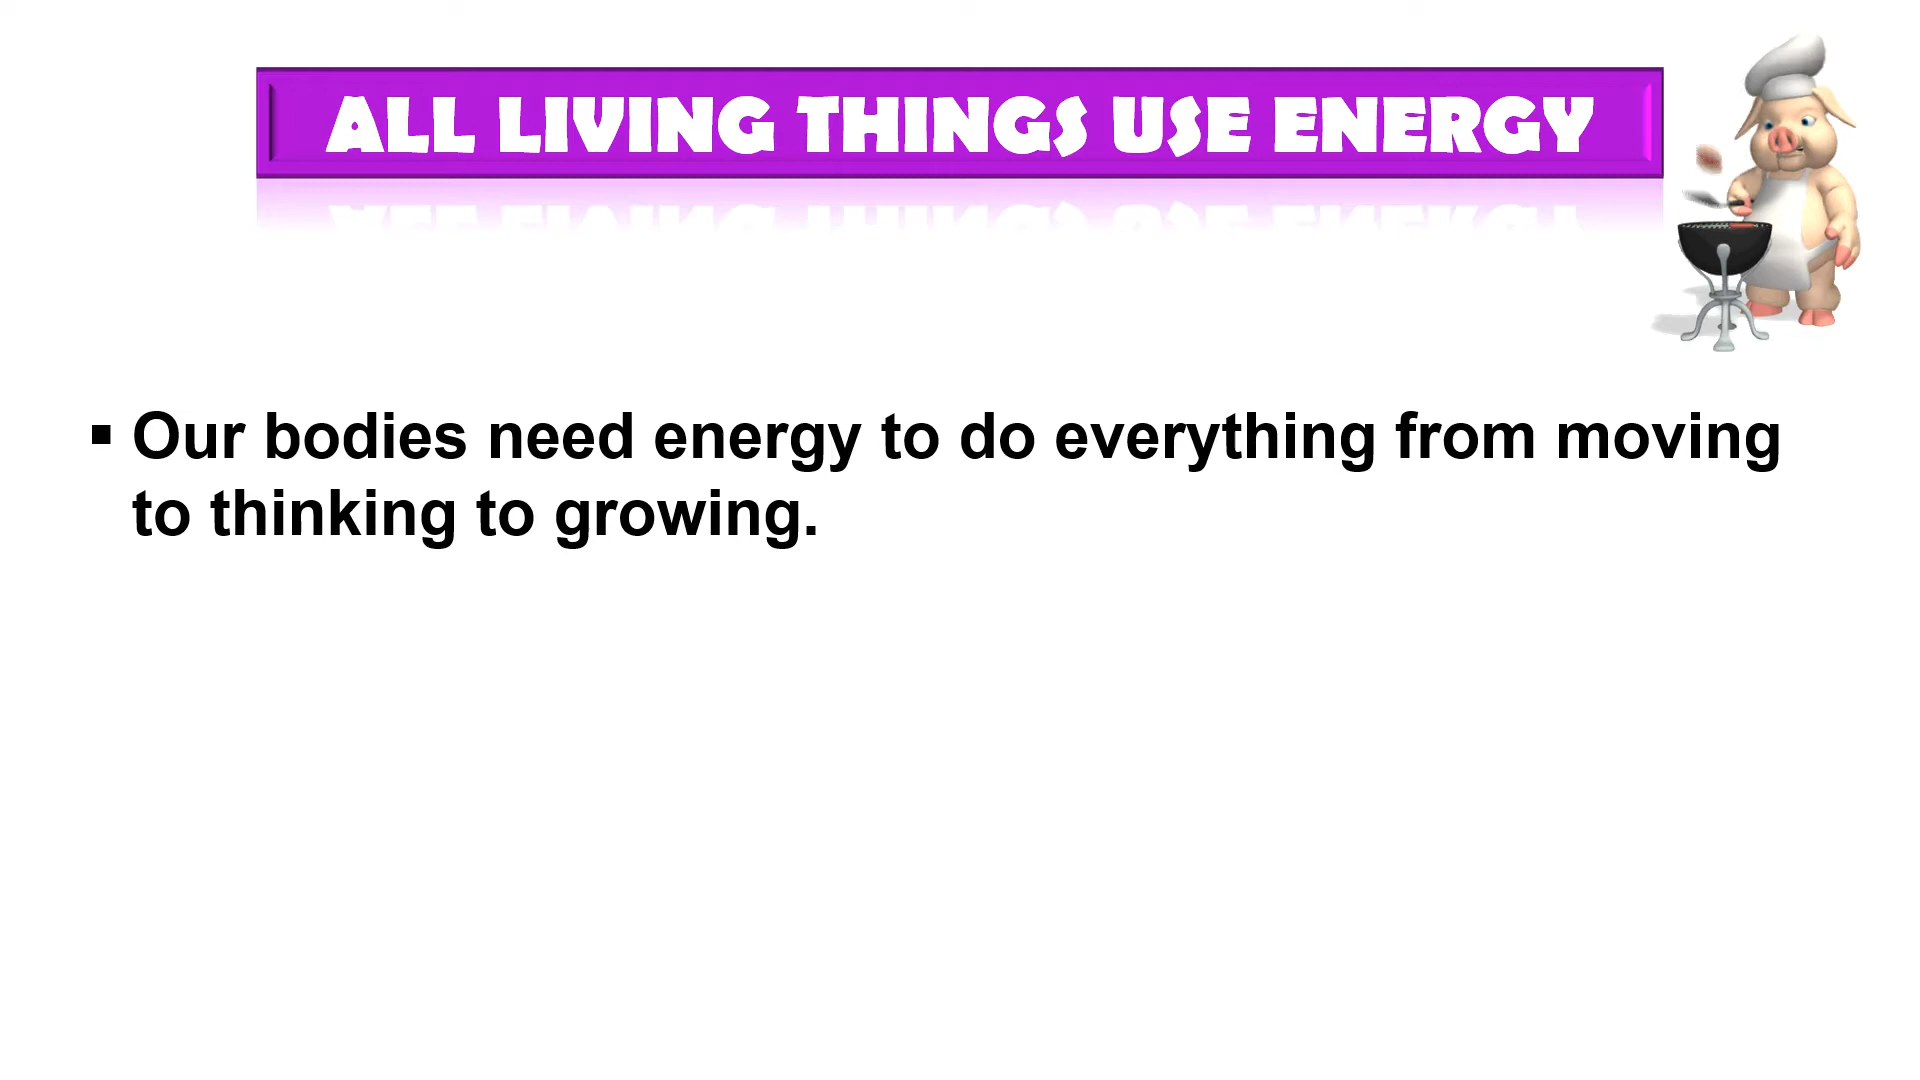 ALL LIVING THINGS USE ENERGY
▪ Our bodies need energy to do everything from moving
to thinking to growing.